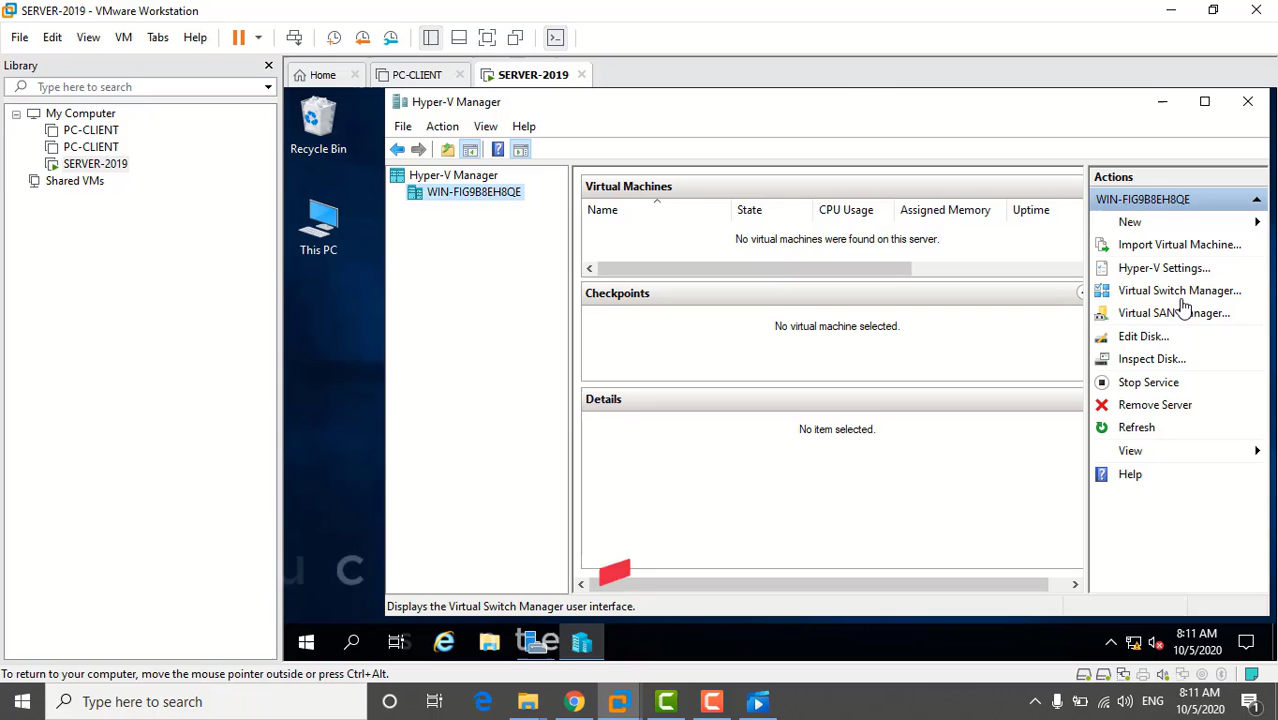 SERVER-2019 - VMware Workstation
File Edit View VM Tabs Help
Library
Type here to search
My Computer
PC-CLIENT
PC-CLIENT
SERVER-2019
Shared VMs
Home PC-CLIENT SERVER-2019
Recycle Bin
This PC
Hyper-V Manager
File Action View Help
Hyper-V Manager
WIN-FIG9B8EH8QE
Virtual Machines
Name State CPU Usage Assigned Memory Uptime
No virtual machines were found on this server.
Checkpoints
No virtual machine selected.
Details
No item selected.
Actions
WIN-FIG9B8EH8QE
New
Import Virtual Machine...
Hyper-V Settings...
Virtual Switch Manager...
Virtual SAN
Edit Disk...
Inspect Disk...
Stop Service
Remove Server
Refresh
View
Help
Displays the Virtual Switch Manager user interface.
8:11 AM
10/5/2020
To return to your computer, move the mouse pointer outside or press Ctrl+Alt.
Type here to search
ENG
8:11 AM
10/5/2020
1